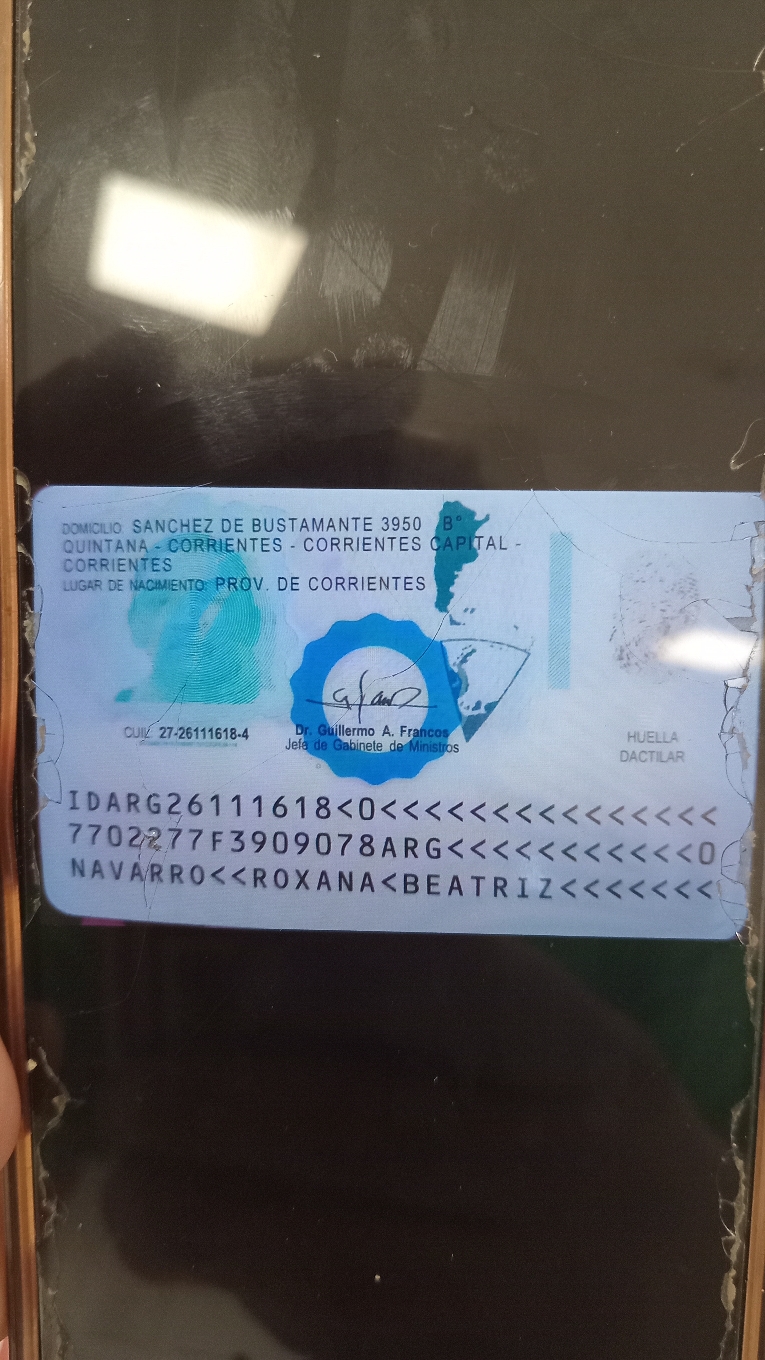 DOMICILIO: SANCHEZ DE BUSTAMANTE 3950 B°
QUINTANA - CORRIENTES - CORRIENTES CAPITAL -
CORRIENTES
LUGAR DE NACIMIENTO: PROV. DE CORRIENTES
CUIL: 27-26111618-4
Dr. Guillermo A. Francos
Jefe de Gabinete de Ministros
HUELLA
DACTILAR
IDARG26111618<0<<<<<<<<<<<<<<<
7702277F3909078ARG<<<<<<<<<<<0
NAVARRO<<ROXANA<BEATRIZ<<<<<<<